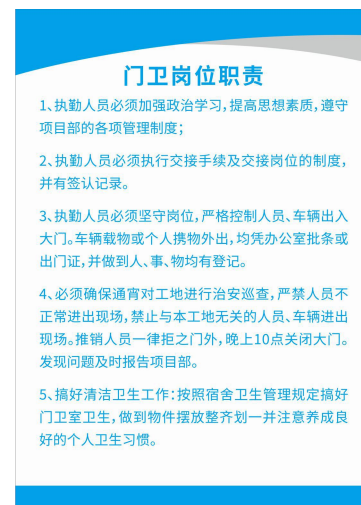 门卫岗位职责
1、执勤人员必须加强政治学习,提高思想素质,遵守
项目部的各项管理制度;
2、执勤人员必须执行交接手续及交接岗位的制度,
并有签认记录。
3、执勤人员必须坚守岗位,严格控制人员、车辆出入
大门。车辆载物或个人携物外出,均凭办公室批条或
出门证,并做到人、事、物均有登记。
4、必须确保通宵对工地进行治安巡查,严禁人员不
正常进出现场,禁止与本工地无关的人员、车辆进出
现场。推销人员一律拒之门外,晚上10点关闭大门。
发现问题及时报告项目部。
5、搞好清洁卫生工作:按照宿舍卫生管理规定搞好
门卫室卫生,做到物件摆放整齐划一并注意养成良
好的个人卫生习惯。